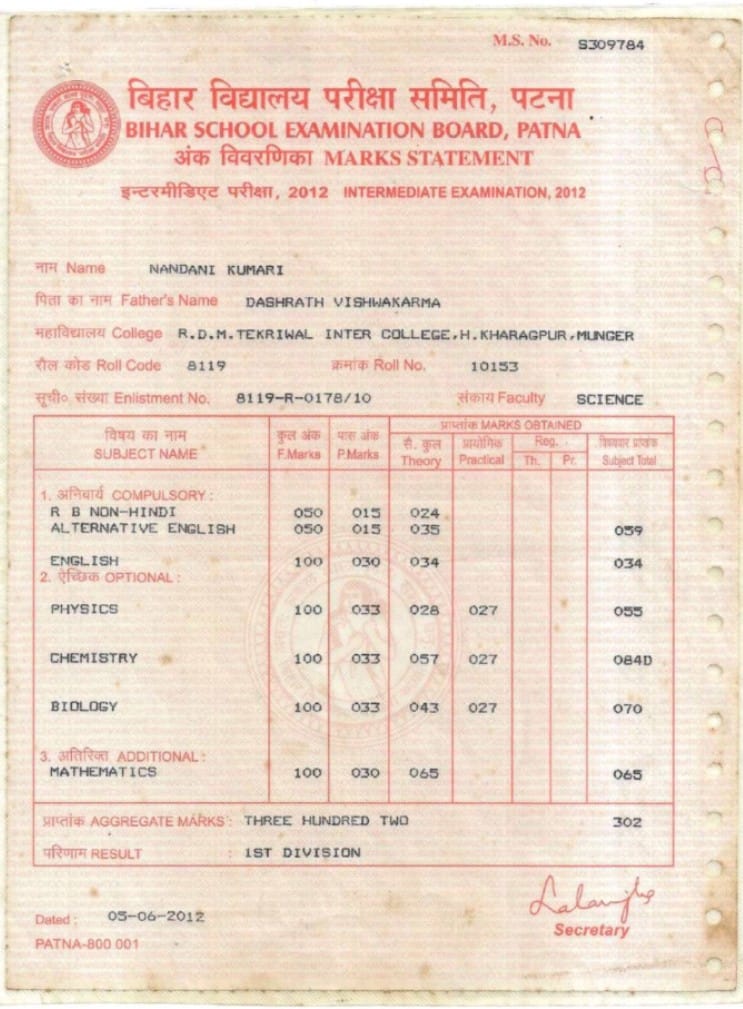 M.S. No. S309784
बिहार विद्यालय परीक्षा समिति, पटना
BIHAR SCHOOL EXAMINATION BOARD, PATNA
अंक विवरणिका MARKS STATEMENT
इन्टरमीडिएट परीक्षा, 2012 INTERMEDIATE EXAMINATION, 2012
नाम Name NANDANI KUMARI
पिता का नाम Father's Name DASHRATH VISHWAKARMA
महाविद्यालय College R.D.M.TEKRIWAL INTER COLLEGE,H.KHARAGPUR,MUNGER
रौल कोड Roll Code 8119 क्रमांक Roll No. 10153
सूची० संख्या Enlistment No. 8119-R-0178/10 संकाय Faculty SCIENCE
विषय का नाम SUBJECT NAME कुल अंक F.Marks पास अंक P.Marks प्राप्तांक MARKS OBTAINED
सै. कुल Theory प्रायोगिक Practical Reg. Th. Pr. विषयवार प्राप्तांक Subject Total
1. अनिवार्य COMPULSORY :
R B NON-HINDI 050 015 024
ALTERNATIVE ENGLISH 050 015 035 059
ENGLISH 100 030 034 034
2. ऐच्छिक OPTIONAL :
PHYSICS 100 033 028 027 055
CHEMISTRY 100 033 057 027 084D
BIOLOGY 100 033 043 027 070
3. अतिरिक्त ADDITIONAL :
MATHEMATICS 100 030 065 065
प्राप्तांक AGGREGATE MARKS : THREE HUNDRED TWO 302
परिणाम RESULT : 1ST DIVISION
Dated : 05-06-2012
Secretary
PATNA-800 001